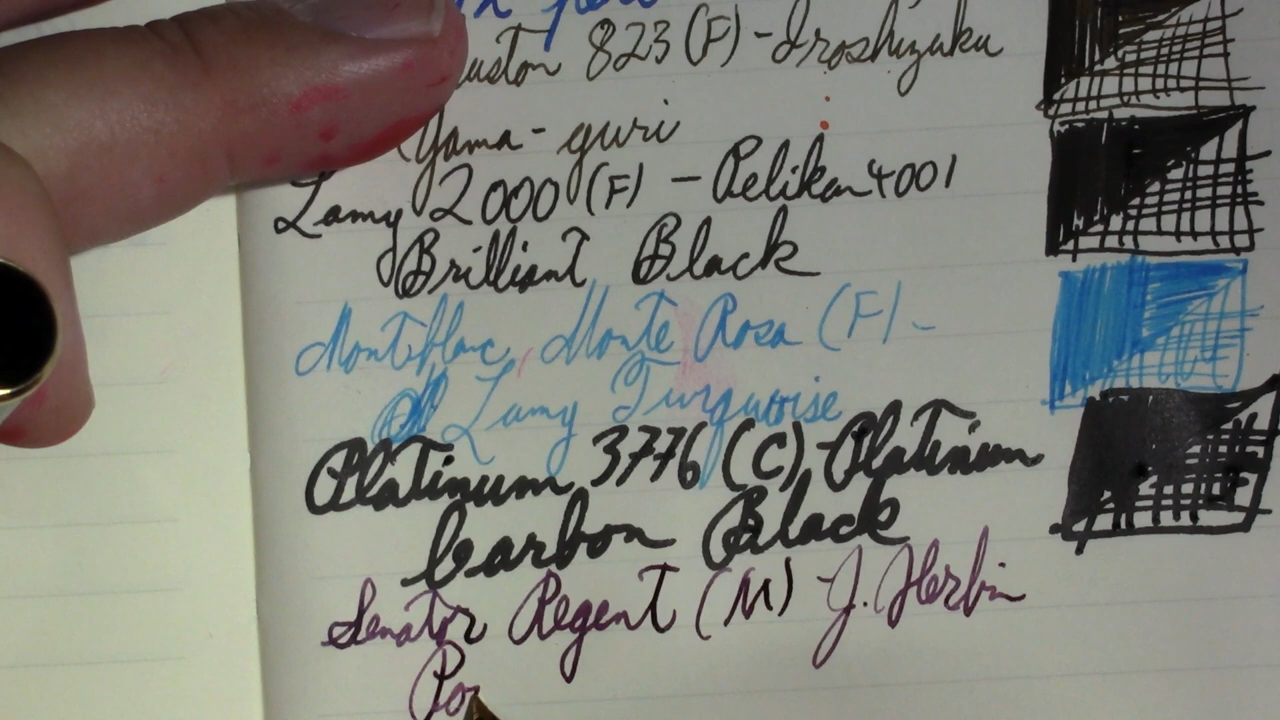 823 (F) - Iroshizuku
Yama-guri
Lamy 2000 (F) - Pelikan 4001
Brilliant Black
Montblanc Monte Rosa (F) -
Lamy Turquoise
Platinum 3776 (C) - Platinum
Carbon Black
Senator Regent (M) - J. Herbin
Po